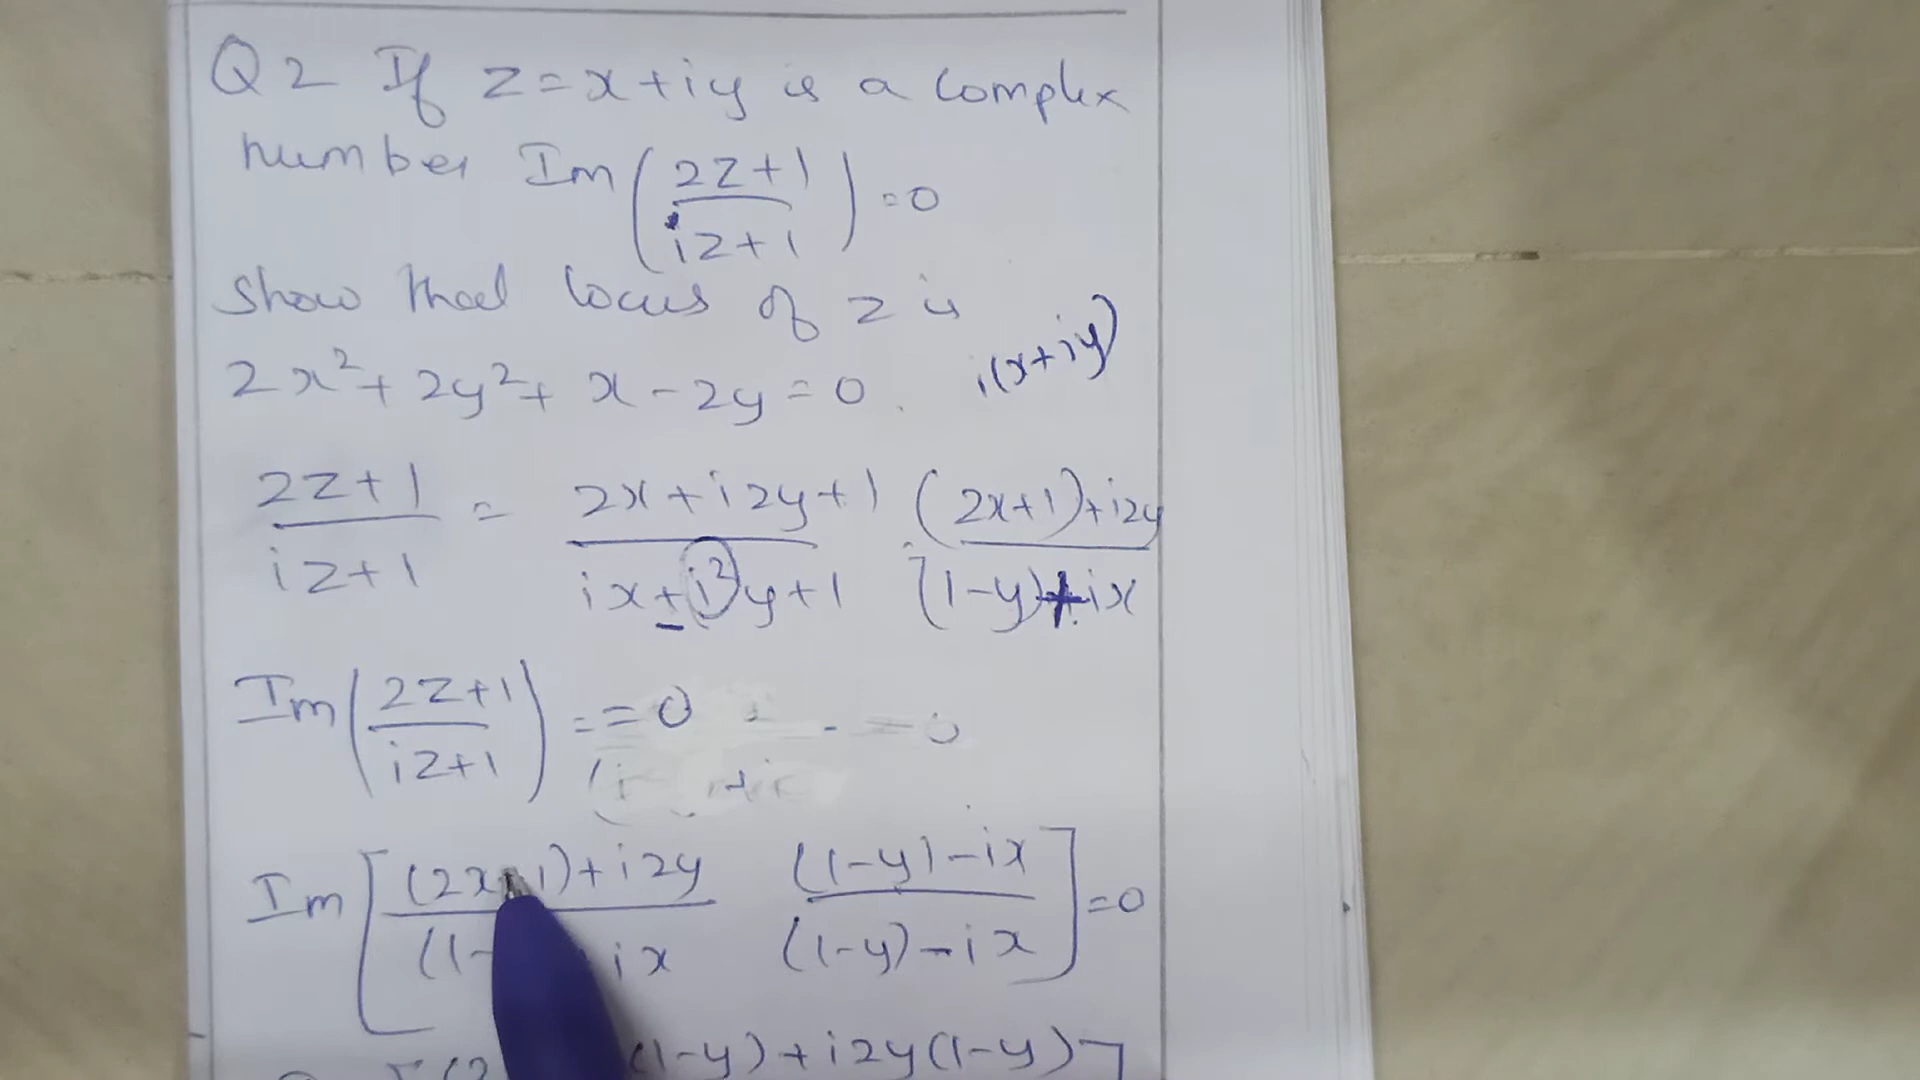 Q2 If z=x+iy is a complex
number Im(2z+1/iz+1)=0
Show that locus of z is
2x²+2y²+x-2y=0.
i(x+iy)
2z+1/iz+1 = 2x+i2y+1/ix+i²y+1 (2x+1)+i2y/(1-y)+ix
Im(2z+1/iz+1) = =0 =0
Im[(2x+1)+i2y/(1- ix (1-y)-ix/(1-y)-ix]=0
(1-y)+i2y(1-y)